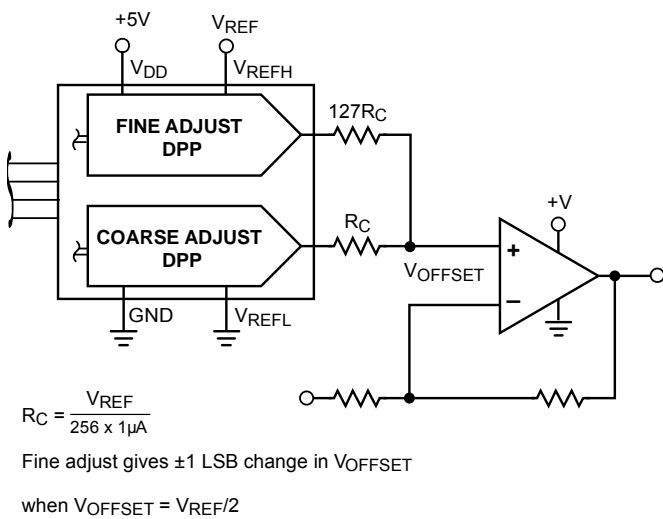 +5V
VREF
VDD
VREFH
FINE ADJUST
DPP
127RC
COARSE ADJUST
DPP
RC
+V
+
VOFFSET
−
GND
VREFL
RC = VREF
256 x 1µA
Fine adjust gives ±1 LSB change in VOFFSET
when VOFFSET = VREF/2